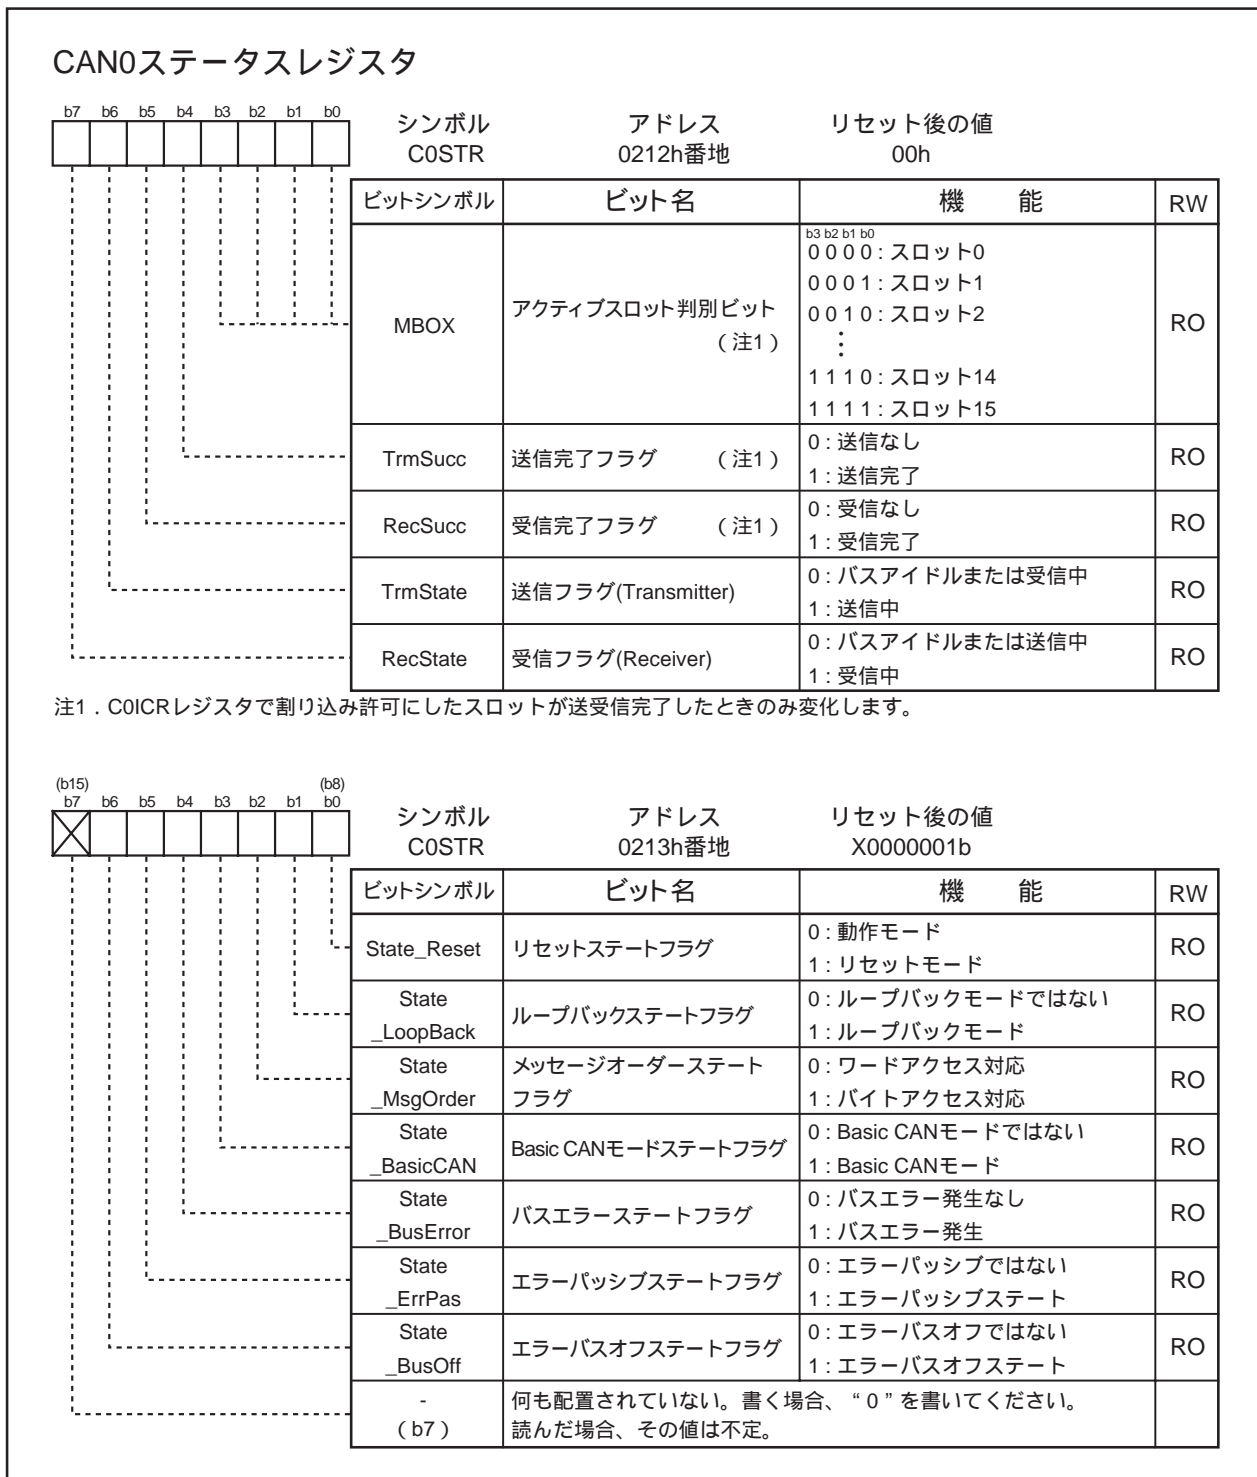 CAN0ステータスレジスタ
b7 b6 b5 b4 b3 b2 b1 b0
シンボル アドレス リセット後の値
C0STR 0212h番地 00h
ビットシンボル ビット名 機 能 RW
MBOX アクティブスロット判別ビット (注1) RO
b3 b2 b1 b0
0 0 0 0 : スロット0
0 0 0 1 : スロット1
0 0 1 0 : スロット2
⋮
1 1 1 0 : スロット14
1 1 1 1 : スロット15
TrmSucc 送信完了フラグ (注1) 0 : 送信なし RO
1 : 送信完了
RecSucc 受信完了フラグ (注1) 0 : 受信なし RO
1 : 受信完了
TrmState 送信フラグ(Transmitter) 0 : バスアイドルまたは受信中 RO
1 : 送信中
RecState 受信フラグ(Receiver) 0 : バスアイドルまたは送信中 RO
1 : 受信中
注1．C0ICRレジスタで割り込み許可にしたスロットが送受信完了したときのみ変化します。
(b15) (b8)
b7 b6 b5 b4 b3 b2 b1 b0
シンボル アドレス リセット後の値
C0STR 0213h番地 X0000001b
ビットシンボル ビット名 機 能 RW
State_Reset リセットステートフラグ 0 : 動作モード RO
1 : リセットモード
State
_LoopBack ループバックステートフラグ 0 : ループバックモードではない RO
1 : ループバックモード
State
_MsgOrder メッセージオーダーステート
フラグ 0 : ワードアクセス対応 RO
1 : バイトアクセス対応
State
_BasicCAN Basic CANモードステートフラグ 0 : Basic CANモードではない RO
1 : Basic CANモード
State
_BusError バスエラーステートフラグ 0 : バスエラー発生なし RO
1 : バスエラー発生
State
_ErrPas エラーパッシブステートフラグ 0 : エラーパッシブではない RO
1 : エラーパッシブステート
State
_BusOff エラーバスオフステートフラグ 0 : エラーバスオフではない RO
1 : エラーバスオフステート
-
(b7) 何も配置されていない。書く場合、“0”を書いてください。
読んだ場合、その値は不定。